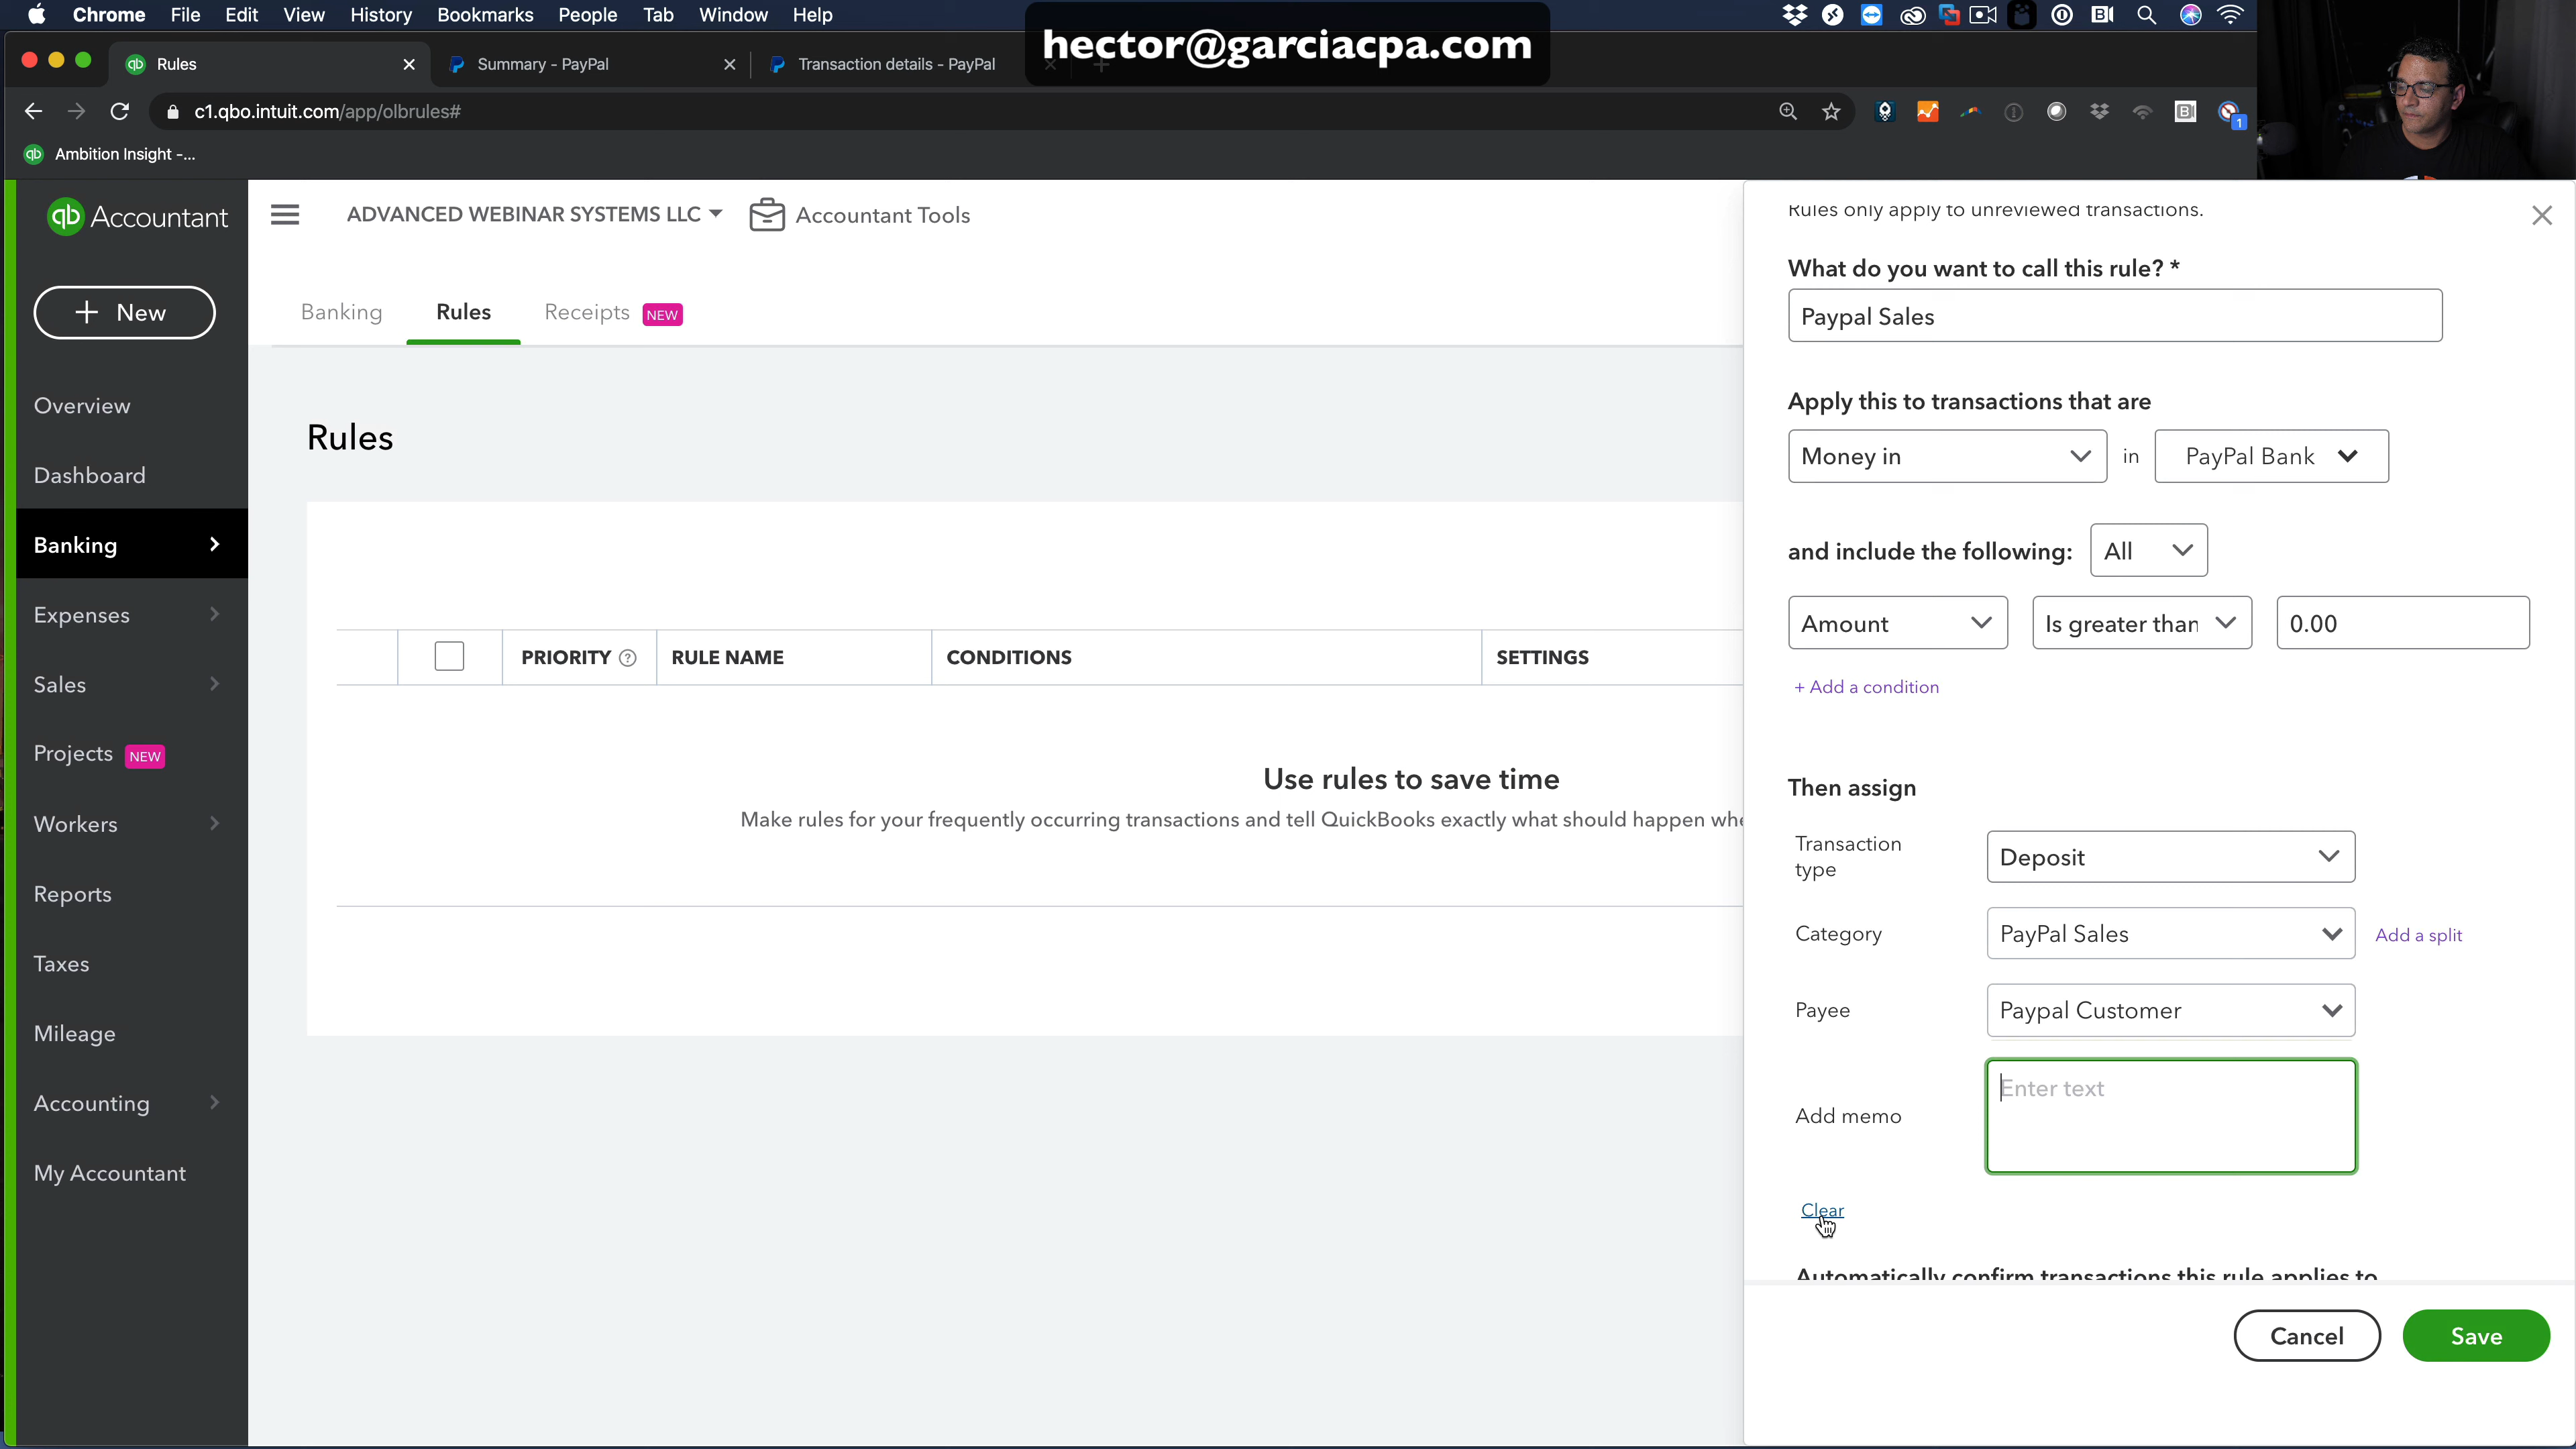 Chrome File Edit View History Bookmarks People Tab Window Help
hector@garciacpa.com
Rules
Summary - PayPal
Transaction details - PayPal
c1.qbo.intuit.com/app/olbrules#
1
Ambition Insight -...
qb Accountant
ADVANCED WEBINAR SYSTEMS LLC
Accountant Tools
+ New
Overview
Dashboard
Banking
Expenses
Sales
Projects NEW
Workers
Reports
Taxes
Mileage
Accounting
My Accountant
Banking Rules Receipts NEW
Rules
PRIORITY ? RULE NAME CONDITIONS SETTINGS
Use rules to save time
Make rules for your frequently occurring transactions and tell QuickBooks exactly what should happen whe
Rules only apply to unreviewed transactions.
What do you want to call this rule? *
Paypal Sales
Apply this to transactions that are
Money in in PayPal Bank
and include the following: All
Amount Is greater than 0.00
+ Add a condition
Then assign
Transaction
type
Deposit
Category PayPal Sales Add a split
Payee Paypal Customer
Add memo Enter text
Clear
Automatically confirm transactions this rule applies to
Cancel Save